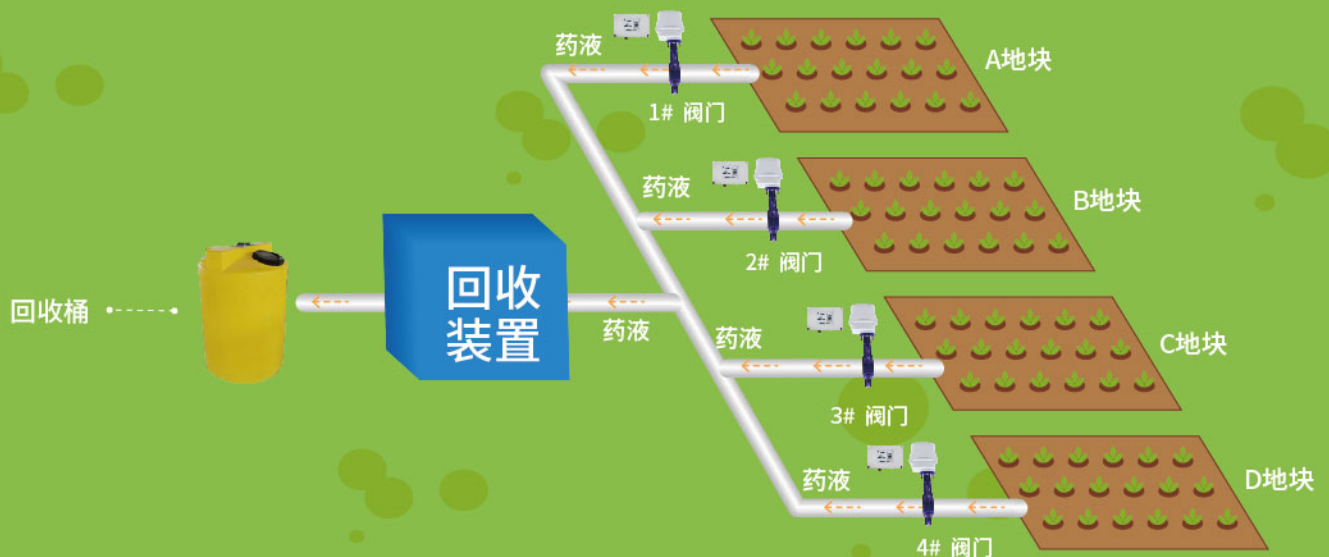 药液
A地块
1# 阀门
药液
B地块
2# 阀门
回收
装置
回收桶
药液
药液
C地块
3# 阀门
药液
D地块
4# 阀门